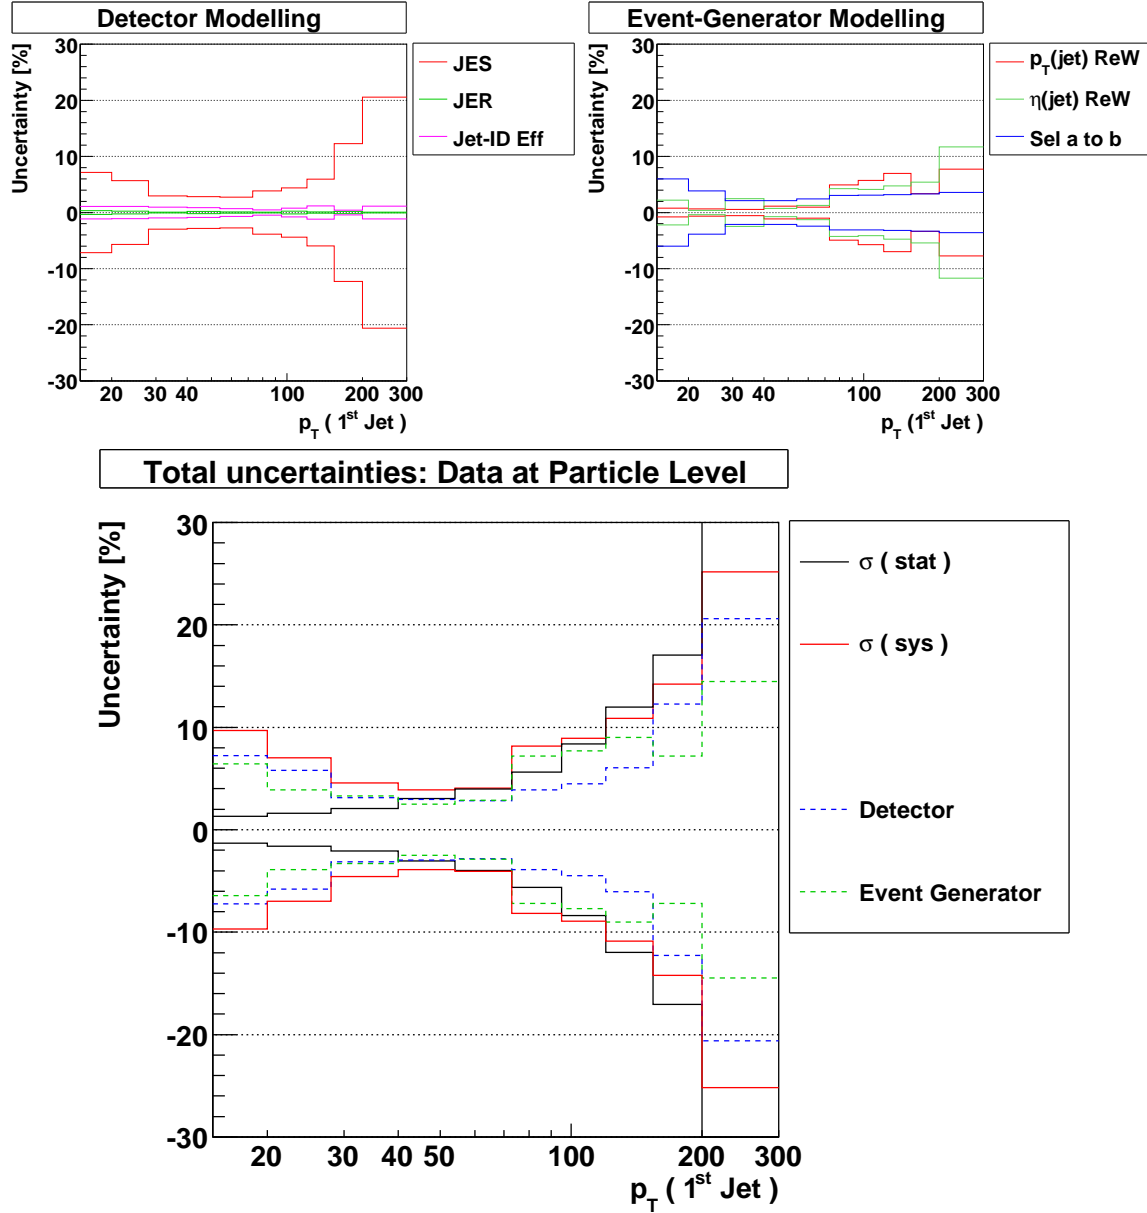 Detector Modelling
Uncertainty [%]
30
20
10
0
-10
-20
-30
20 30 40 100 200 300
p_T ( 1^st Jet )
JES
JER
Jet-ID Eff
Event-Generator Modelling
Uncertainty [%]
30
20
10
0
-10
-20
-30
20 30 40 100 200 300
p_T (1^st Jet )
p_T(jet) ReW
η(jet) ReW
Sel a to b
Total uncertainties: Data at Particle Level
Uncertainty [%]
30
20
10
0
-10
-20
-30
20 30 40 50 100 200 300
p_T ( 1^st Jet )
σ ( stat )
σ ( sys )
Detector
Event Generator